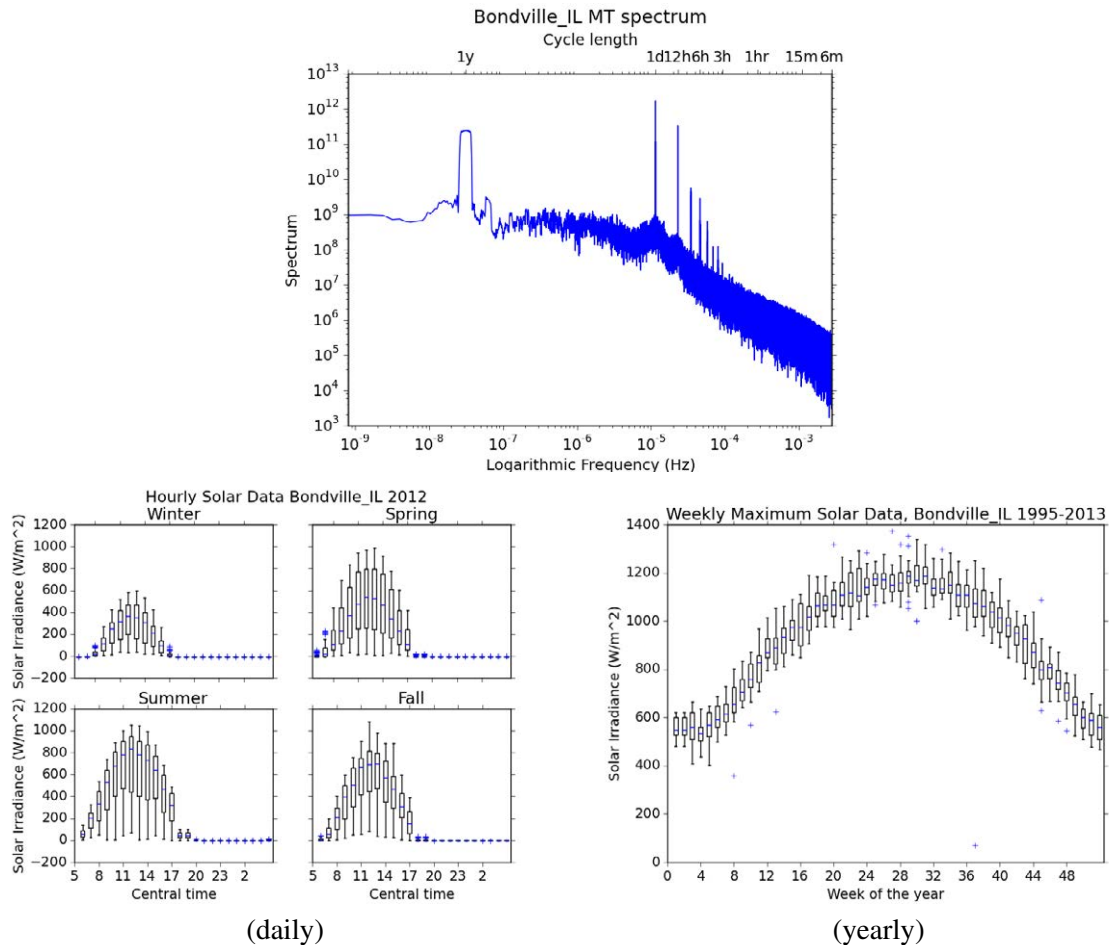 Bondville_IL MT spectrum
Cycle length
1y 1d 12h 6h 3h 1hr 15m 6m
10^13
10^12
10^11
10^10
10^9
10^8
10^7
10^6
10^5
10^4
10^3
Spectrum
10^-9 10^-8 10^-7 10^-6 10^-5 10^-4 10^-3
Logarithmic Frequency (Hz)
Hourly Solar Data Bondville_IL 2012
Winter Spring
1200
1000
800
600
400
200
0
-200
Solar Irradiance (W/m^2)
Summer Fall
1200
1000
800
600
400
200
0
-200
Solar Irradiance (W/m^2)
5 8 11 14 17 20 23 2
Central time
5 8 11 14 17 20 23 2
Central time
(daily)
Weekly Maximum Solar Data, Bondville_IL 1995-2013
1400
1200
1000
800
600
400
200
0
Solar Irradiance (W/m^2)
0 4 8 12 16 20 24 28 32 36 40 44 48
Week of the year
(yearly)